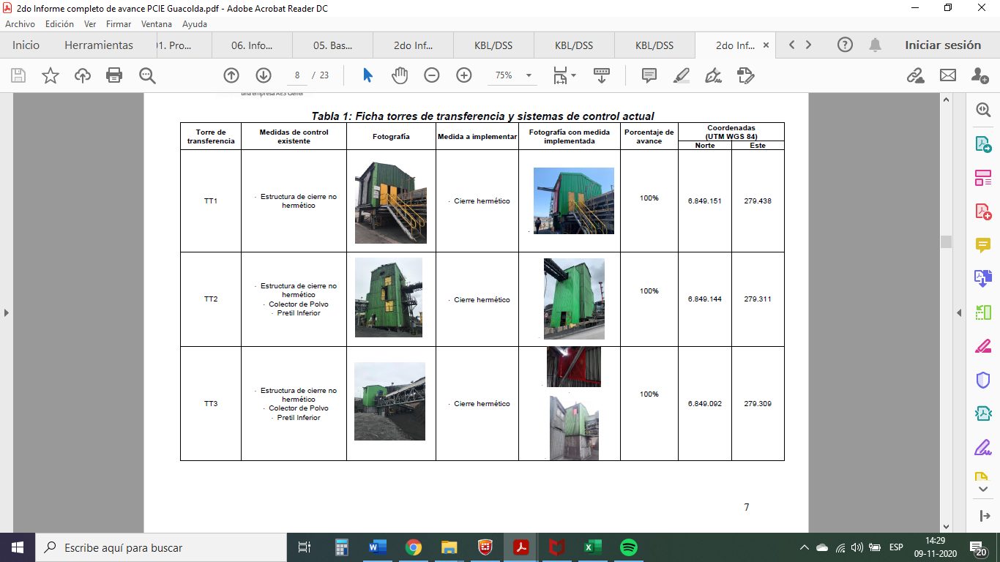 2do Informe completo de avance PCIE Guacolda.pdf - Adobe Acrobat Reader DC
Archivo Edición Ver Firmar Ventana Ayuda
Inicio Herramientas 01. Pro... 06. Info... 05. Bas... 2do Inf... KBL/DSS KBL/DSS KBL/DSS 2do Inf... Iniciar sesión
8 / 23 75%
una empresa AES Gener
Tabla 1: Ficha torres de transferencia y sistemas de control actual
Torre de transferencia
Medidas de control existente
Fotografía
Medida a implementar
Fotografía con medida implementada
Porcentaje de avance
Coordenadas
(UTM WGS 84)
Norte Este
TT1
· Estructura de cierre no
hermético
· Cierre hermético
100%
6.849.151
279.438
TT2
· Estructura de cierre no
hermético
· Colector de Polvo
· Pretil Inferior
· Cierre hermético
100%
6.849.144
279.311
TT3
· Estructura de cierre no
hermético
· Colector de Polvo
· Pretil Inferior
· Cierre hermético
100%
6.849.092
279.309
7
Escribe aquí para buscar
ESP
14:29
09-11-2020
20